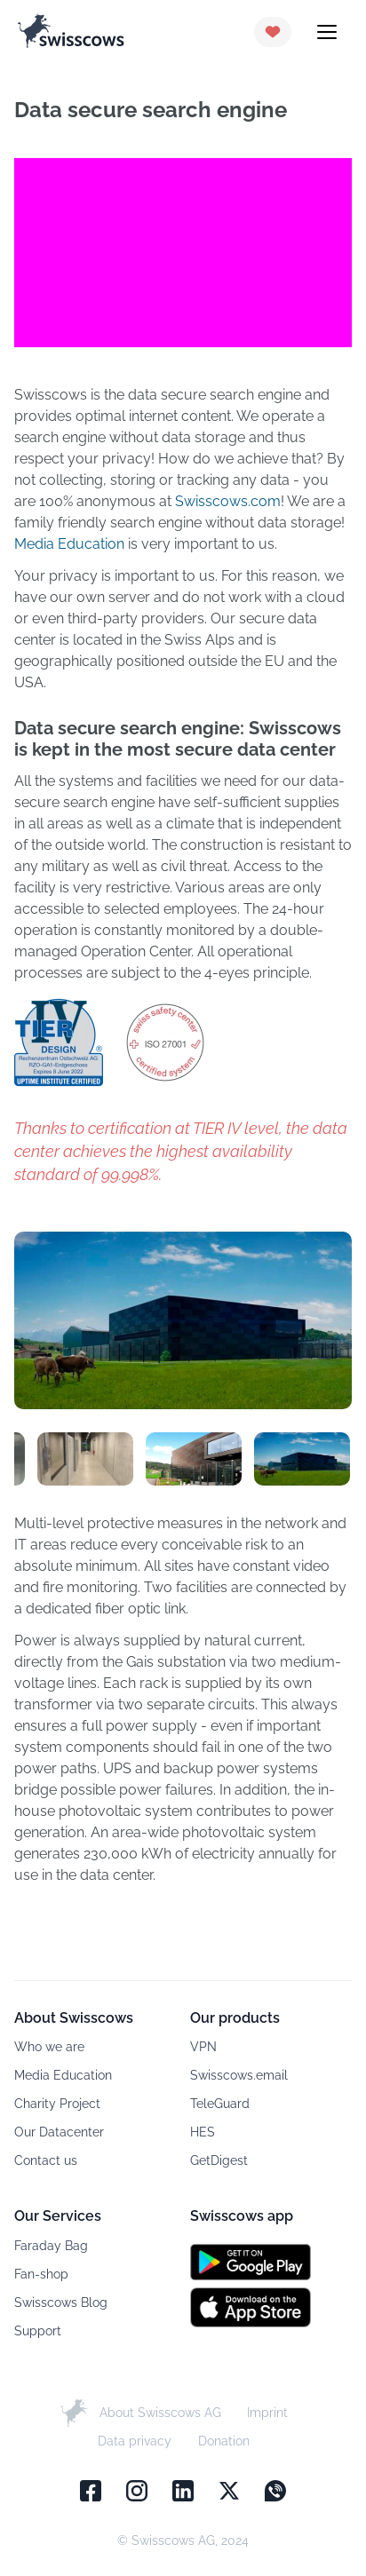 swisscows
Data secure search engine
Swisscows is the data secure search engine and
provides optimal internet content. We operate a
search engine without data storage and thus
respect your privacy! How do we achieve that? By
not collecting, storing or tracking any data - you
are 100% anonymous at Swisscows.com! We are a
family friendly search engine without data storage!
Media Education is very important to us.
Your privacy is important to us. For this reason, we
have our own server and do not work with a cloud
or even third-party providers. Our secure data
center is located in the Swiss Alps and is
geographically positioned outside the EU and the
USA.
Data secure search engine: Swisscows
is kept in the most secure data center
All the systems and facilities we need for our data-
secure search engine have self-sufficient supplies
in all areas as well as a climate that is independent
of the outside world. The construction is resistant to
any military as well as civil threat. Access to the
facility is very restrictive. Various areas are only
accessible to selected employees. The 24-hour
operation is constantly monitored by a double-
managed Operation Center. All operational
processes are subject to the 4-eyes principle.
IV
TIER
DESIGN
Rechenzentrum Ostschweiz AG
RZO-GA1-Erdgeschoss
Expires 8 June 2022
UPTIME INSTITUTE CERTIFIED
swiss safety center
ISO 27001
certified system
Thanks to certification at TIER IV level, the data
center achieves the highest availability
standard of 99.998%.
Multi-level protective measures in the network and
IT areas reduce every conceivable risk to an
absolute minimum. All sites have constant video
and fire monitoring. Two facilities are connected by
a dedicated fiber optic link.
Power is always supplied by natural current,
directly from the Gais substation via two medium-
voltage lines. Each rack is supplied by its own
transformer via two separate circuits. This always
ensures a full power supply - even if important
system components should fail in one of the two
power paths. UPS and backup power systems
bridge possible power failures. In addition, the in-
house photovoltaic system contributes to power
generation. An area-wide photovoltaic system
generates 230,000 kWh of electricity annually for
use in the data center.
About Swisscows
Who we are
Media Education
Charity Project
Our Datacenter
Contact us
Our products
VPN
Swisscows.email
TeleGuard
HES
GetDigest
Our Services
Faraday Bag
Fan-shop
Swisscows Blog
Support
Swisscows app
GET IT ON
Google Play
Download on the
App Store
About Swisscows AG
Imprint
Data privacy
Donation
© Swisscows AG, 2024